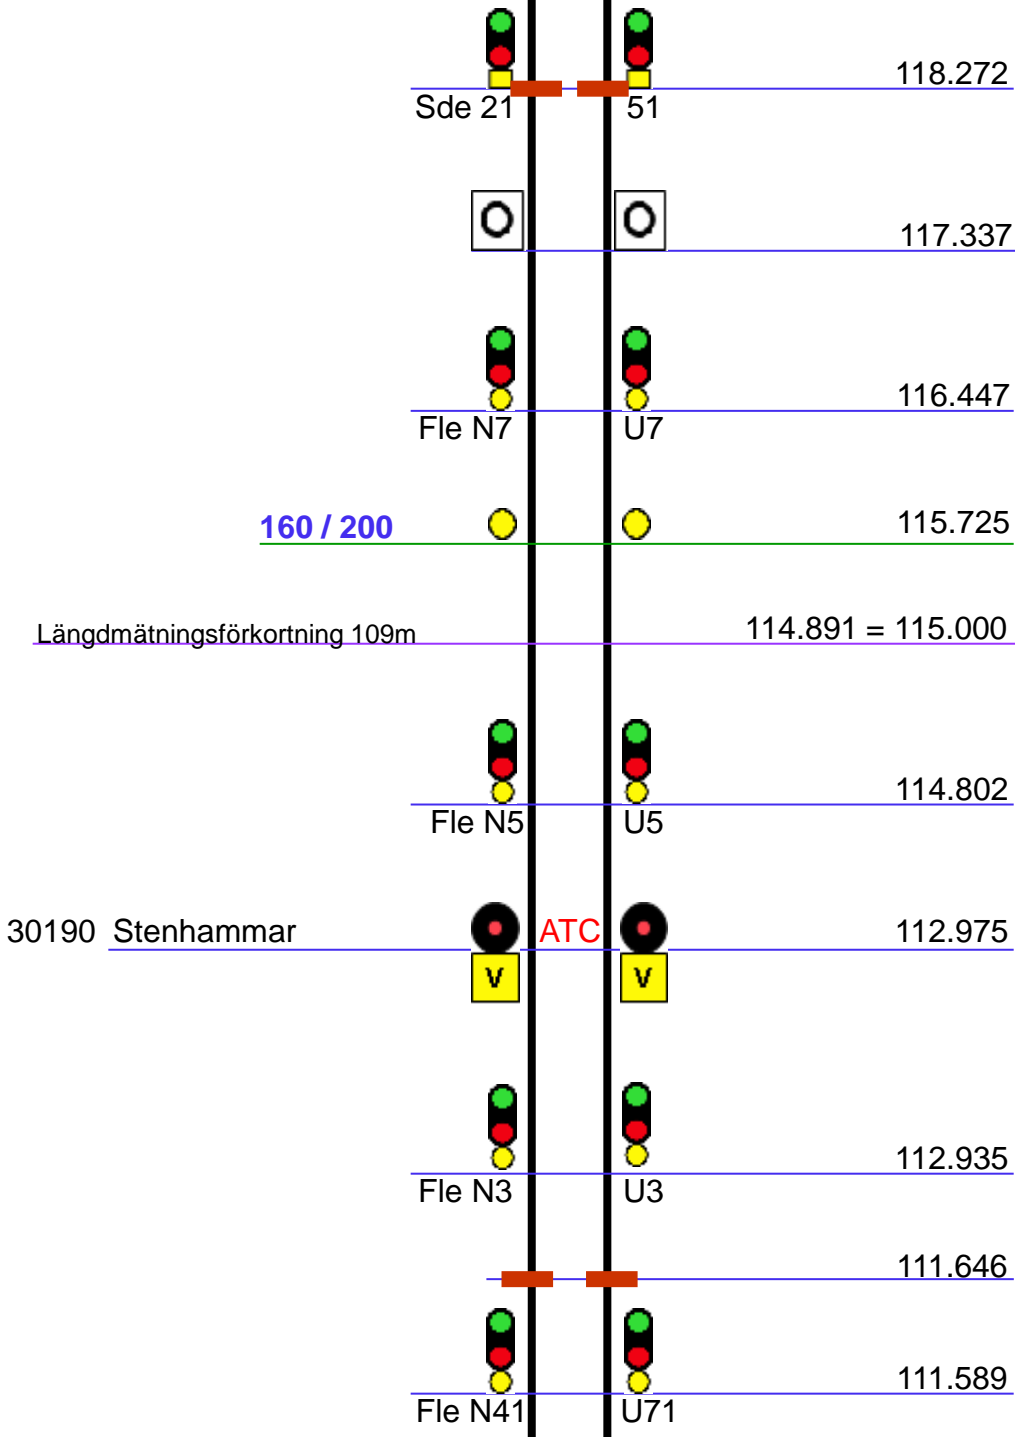 118.272
Sde 21 51
O O 117.337
116.447
Fle N7 U7
160 / 200 115.725
Längdmätningsförkortning 109m 114.891 = 115.000
114.802
Fle N5 U5
30190 Stenhammar ATC 112.975
V V
112.935
Fle N3 U3
111.646
111.589
Fle N41 U71